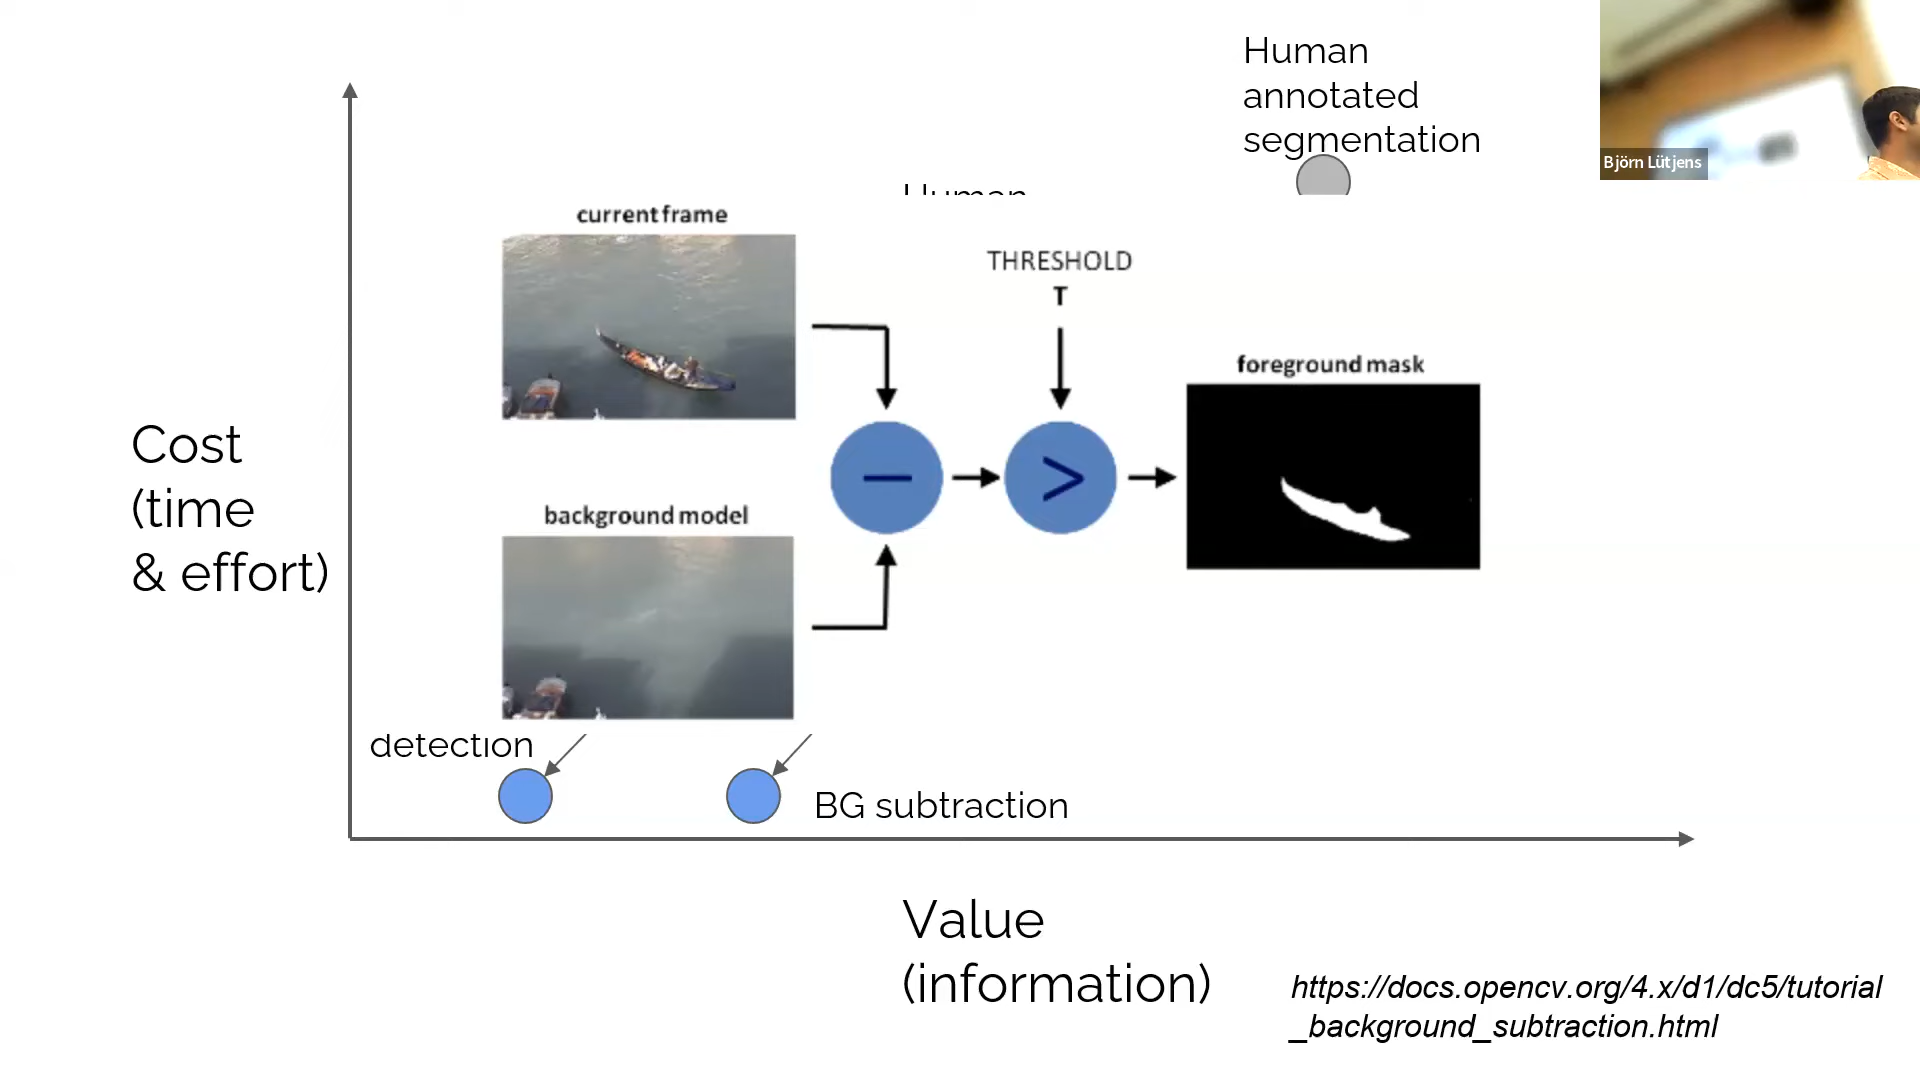 Human
annotated
segmentation
Björn Lütjens
Human
current frame
THRESHOLD
T
foreground mask
Cost
(time
& effort)
background model
detection
BG subtraction
Value
(information)
https://docs.opencv.org/4.x/d1/dc5/tutorial
_background_subtraction.html